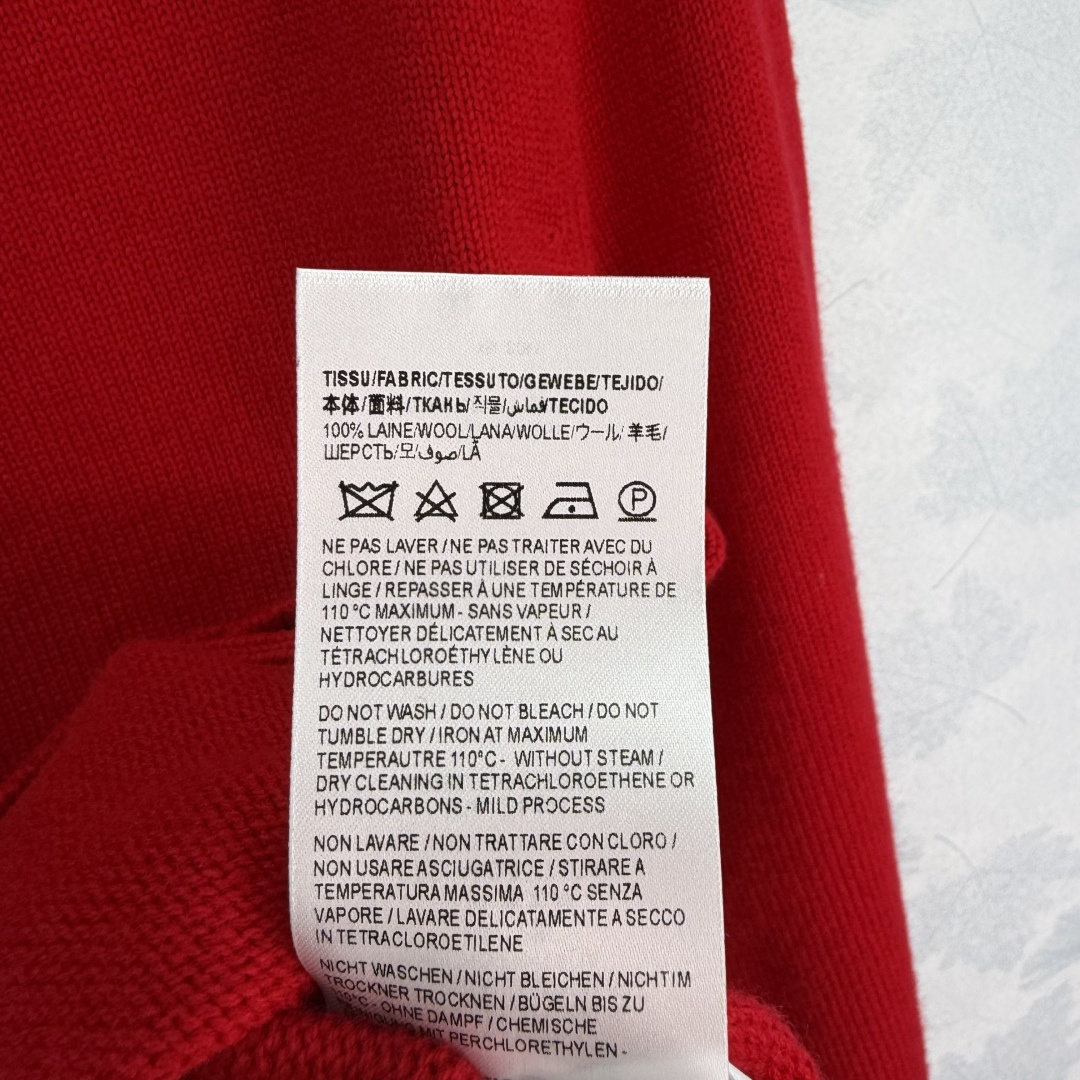 TISSU/FABRIC/TESSUTO/GEWEBE/TEJIDO/
本体/面料/ТКАНЬ/직물/قماش/TECIDO
100% LAINE/WOOL/LANA/WOLLE/ウール/羊毛/
ШЕРСТЬ/모/صوف/LÃ
P
NE PAS LAVER / NE PAS TRAITER AVEC DU
CHLORE / NE PAS UTILISER DE SÉCHOIR À
LINGE / REPASSER À UNE TEMPÉRATURE DE
110 °C MAXIMUM - SANS VAPEUR /
NETTOYER DÉLICATEMENT À SEC AU
TÉTRACHLOROÉTHYLÈNE OU
HYDROCARBURES
DO NOT WASH / DO NOT BLEACH / DO NOT
TUMBLE DRY / IRON AT MAXIMUM
TEMPERAUTRE 110°C - WITHOUT STEAM /
DRY CLEANING IN TETRACHLOROETHENE OR
HYDROCARBONS - MILD PROCESS
NON LAVARE / NON TRATTARE CON CLORO /
NON USARE ASCIUGATRICE / STIRARE A
TEMPERATURA MASSIMA 110 °C SENZA
VAPORE / LAVARE DELICATAMENTE A SECCO
IN TETRACLOROETILENE
NICHT WASCHEN / NICHT BLEICHEN / NICHT IM
TROCKNER TROCKNEN / BÜGELN BIS ZU
- OHNE DAMPF / CHEMISCHE
MIT PERCHLORETHYLEN -